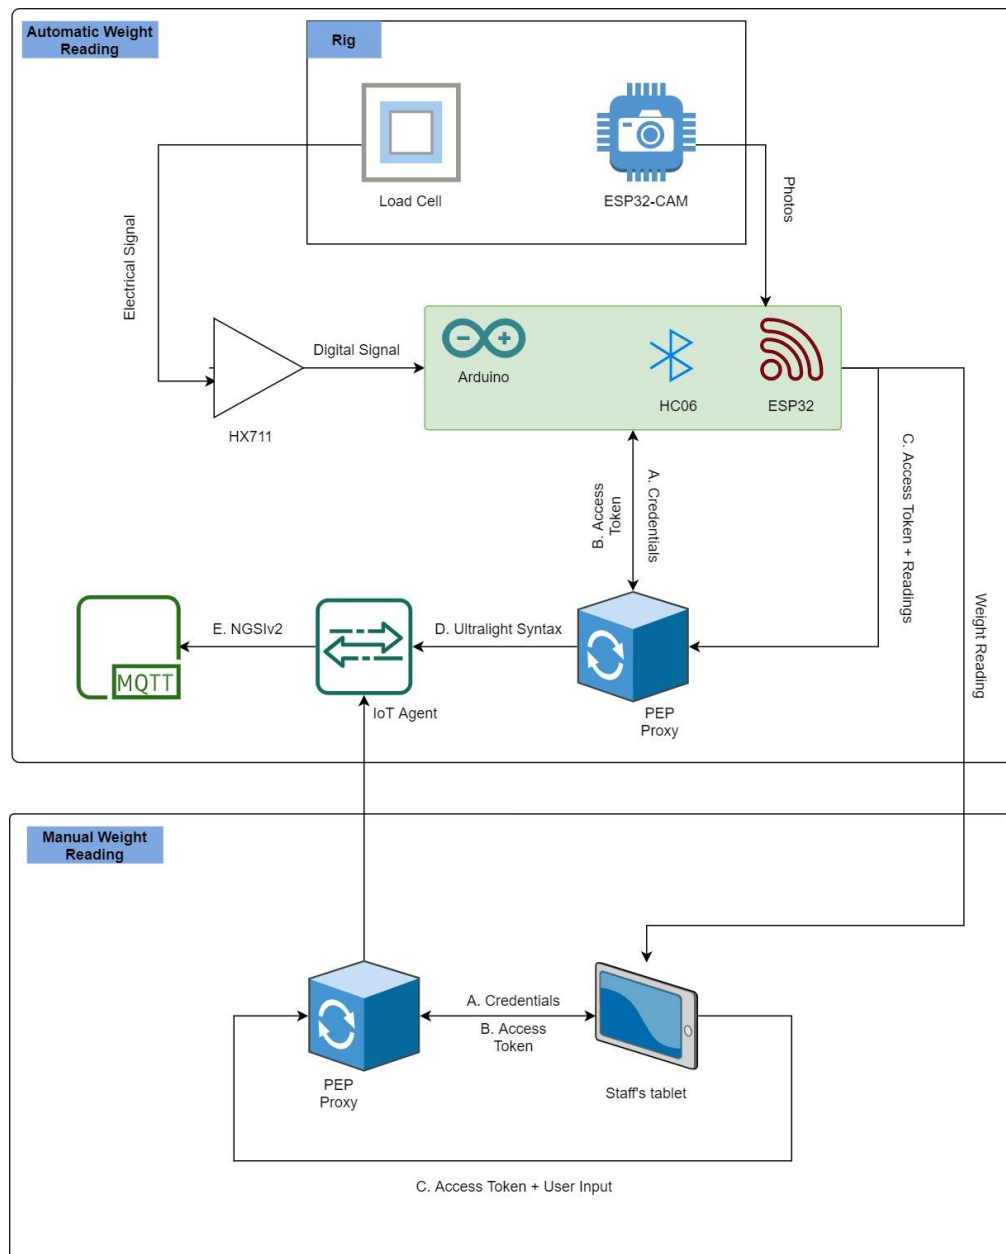 Automatic Weight
Reading
Rig
Load Cell
ESP32-CAM
Photos
Electrical Signal
Digital Signal
Arduino
HC06
ESP32
HX711
B. Access
Token
A. Credentials
C. Access Token + Readings
Weight Reading
E. NGSIv2
D. Ultralight Syntax
MQTT
IoT Agent
PEP
Proxy
Manual Weight
Reading
A. Credentials
B. Access
Token
PEP
Proxy
Staff's tablet
C. Access Token + User Input